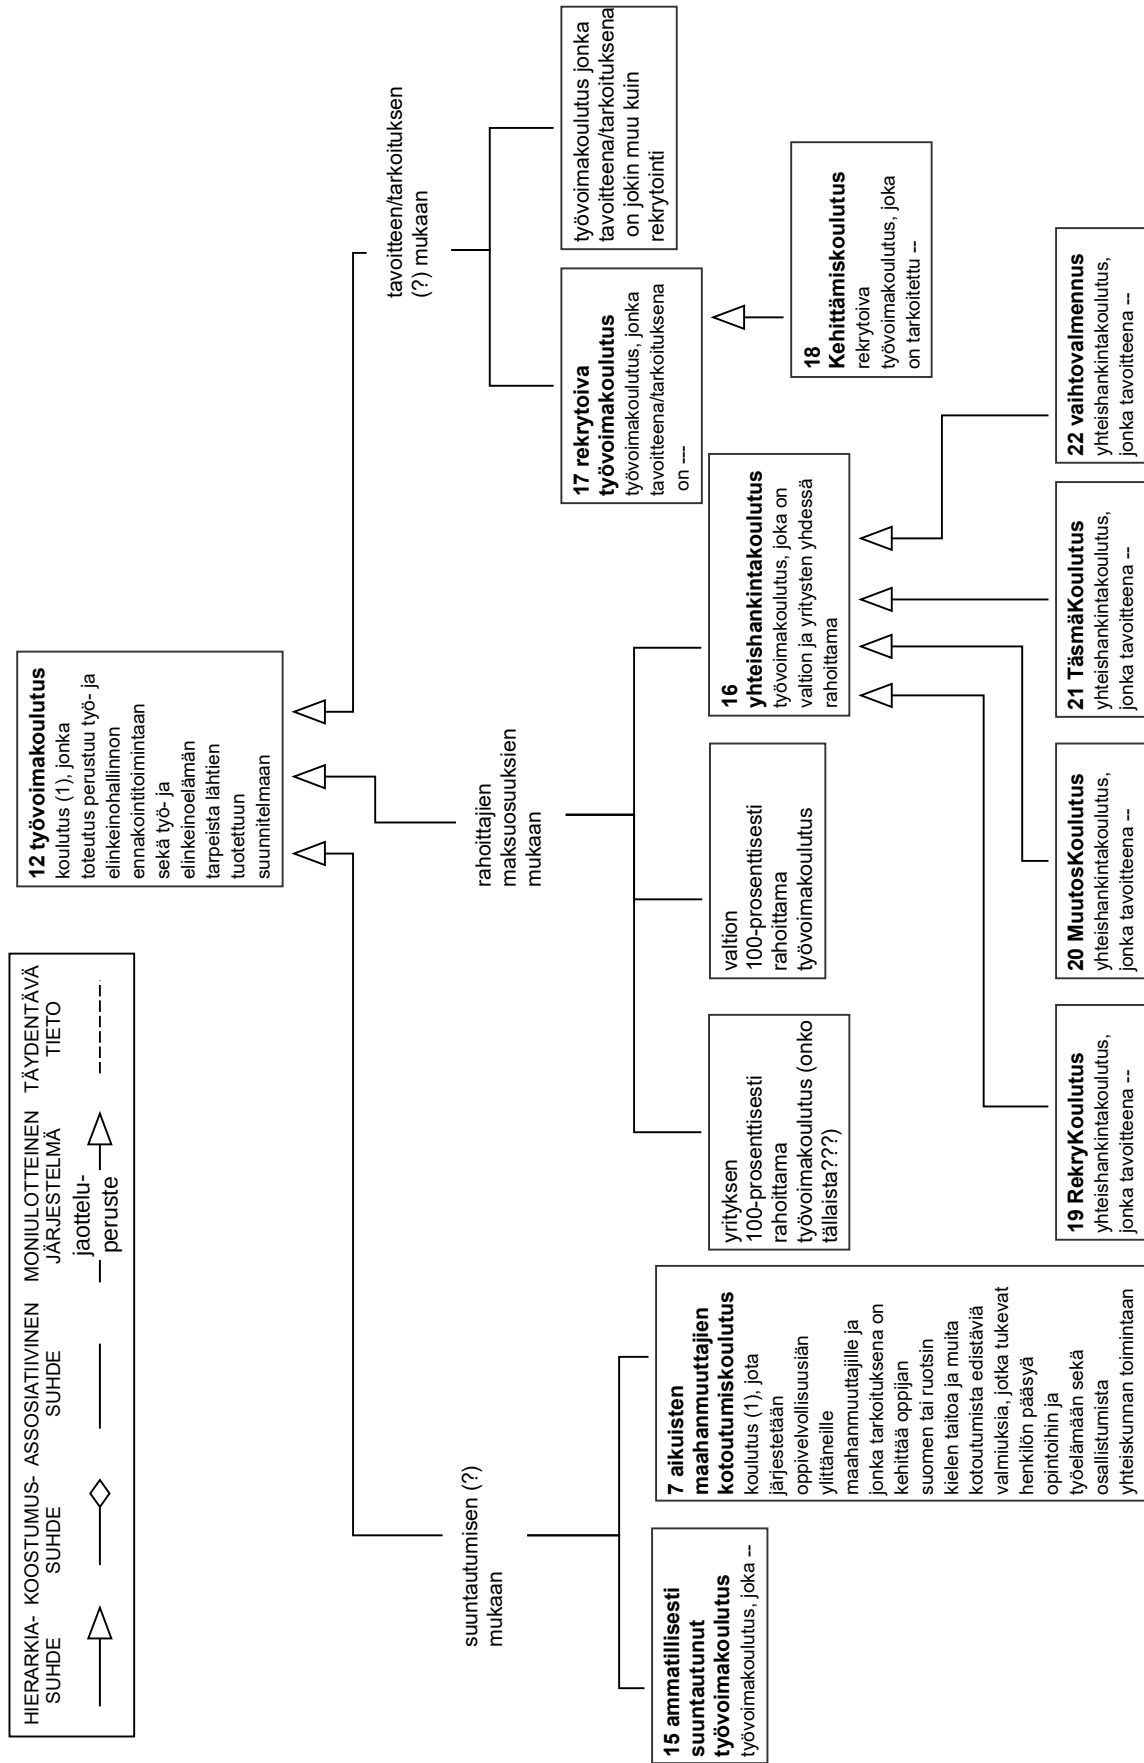 HIERARKIA-
SUHDE
KOOSTUMUS-
SUHDE
ASSOSIATIIVINEN
SUHDE
MONIULOTTEINEN
JÄRJESTELMÄ
jaottelu-
peruste
TÄYDENTÄVÄ
TIETO
12 työvoimakoulutus
koulutus (1), jonka
toteutus perustuu työ- ja
elinkeinohallinnon
ennakointitoimintaan
sekä työ- ja
elinkeinoelämän
tarpeista lähtien
tuotettuun
suunnitelmaan
suuntautumisen (?)
mukaan
rahoittajien
maksuosuuksien
mukaan
tavoitteen/tarkoituksen
(?) mukaan
15 ammatillisesti
suuntautunut
työvoimakoulutus
työvoimakoulutus, joka --
7 aikuisten
maahanmuuttajien
kotoutumiskoulutus
koulutus (1), jota
järjestetään
oppivelvollisuusiän
ylittäneille
maahanmuuttajille ja
jonka tarkoituksena on
kehittää oppijan
suomen tai ruotsin
kielen taitoa ja muita
kotoutumista edistäviä
valmiuksia, jotka tukevat
henkilön pääsyä
opintoihin ja
työelämään sekä
osallistumista
yhteiskunnan toimintaan
yrityksen
100-prosenttisesti
rahoittama
työvoimakoulutus (onko
tällaista???)
valtion
100-prosenttisesti
rahoittama
työvoimakoulutus
16
yhteishankintakoulutus
työvoimakoulutus, joka on
valtion ja yritysten yhdessä
rahoittama
17 rekrytoiva
työvoimakoulutus
työvoimakoulutus, jonka
tavoitteena/tarkoituksena
on ---
työvoimakoulutus jonka
tavoitteena/tarkoituksena
on jokin muu kuin
rekrytointi
18
Kehittämiskoulutus
rekrytoiva
työvoimakoulutus, joka
on tarkoitettu --
19 RekryKoulutus
yhteishankintakoulutus,
jonka tavoitteena --
20 MuutosKoulutus
yhteishankintakoulutus,
jonka tavoitteena --
21 TäsmäKoulutus
yhteishankintakoulutus,
jonka tavoitteena --
22 vaihtovalmennus
yhteishankintakoulutus,
jonka tavoitteena --